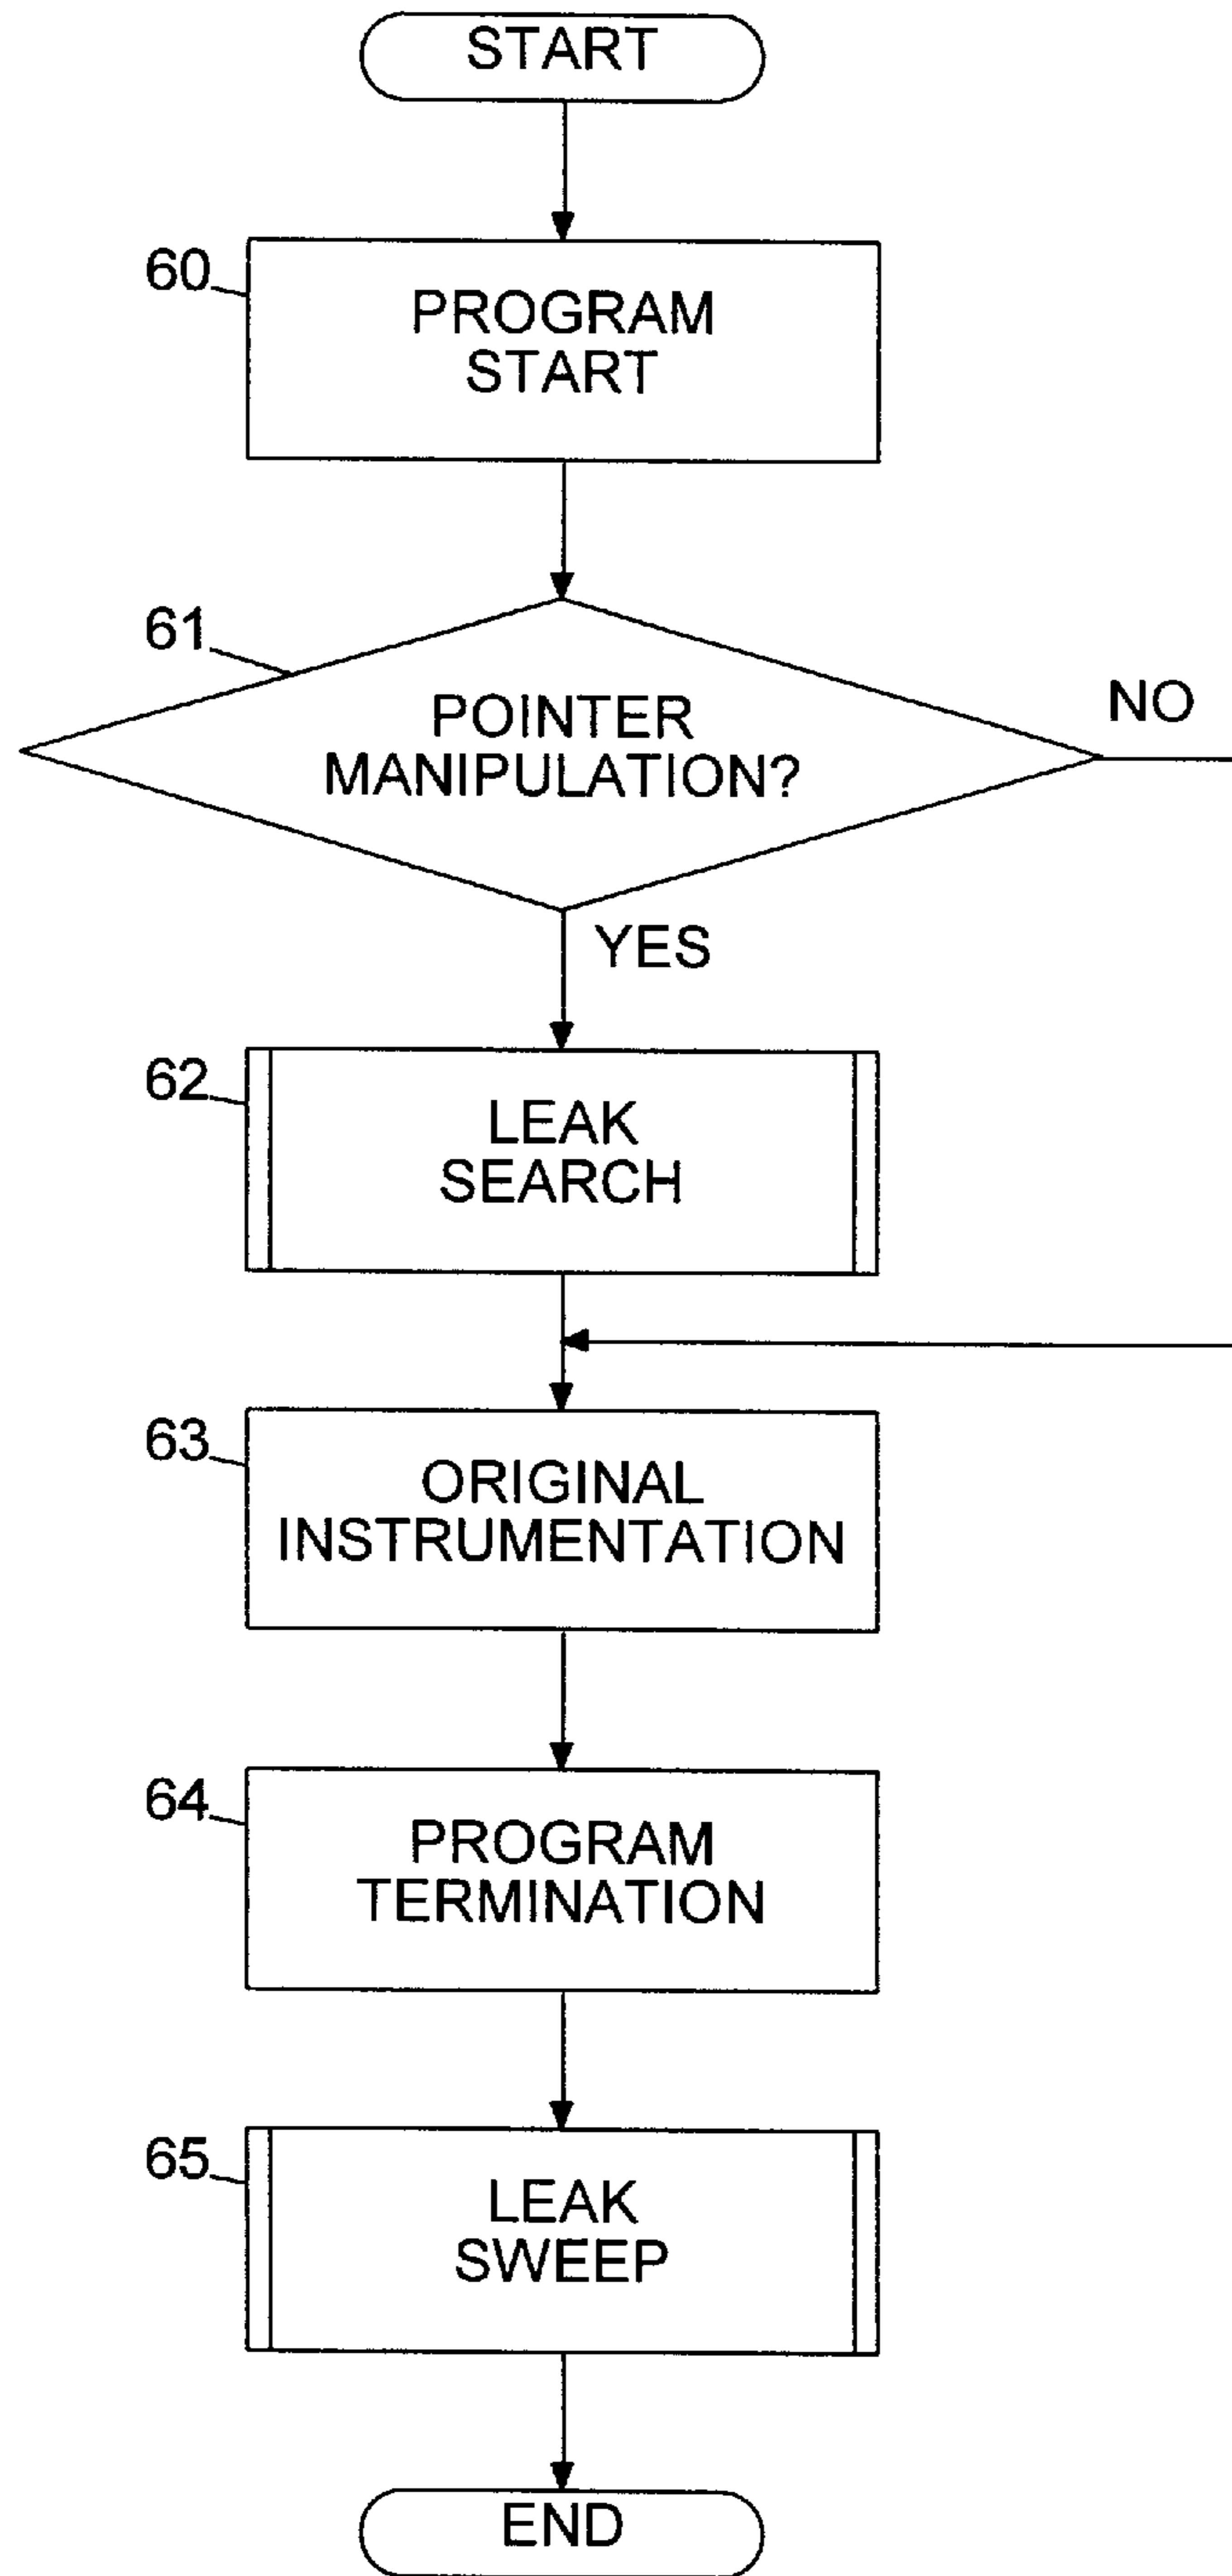 START
60
PROGRAM
START
61
POINTER
MANIPULATION?
NO
YES
62
LEAK
SEARCH
63
ORIGINAL
INSTRUMENTATION
64
PROGRAM
TERMINATION
65
LEAK
SWEEP
END